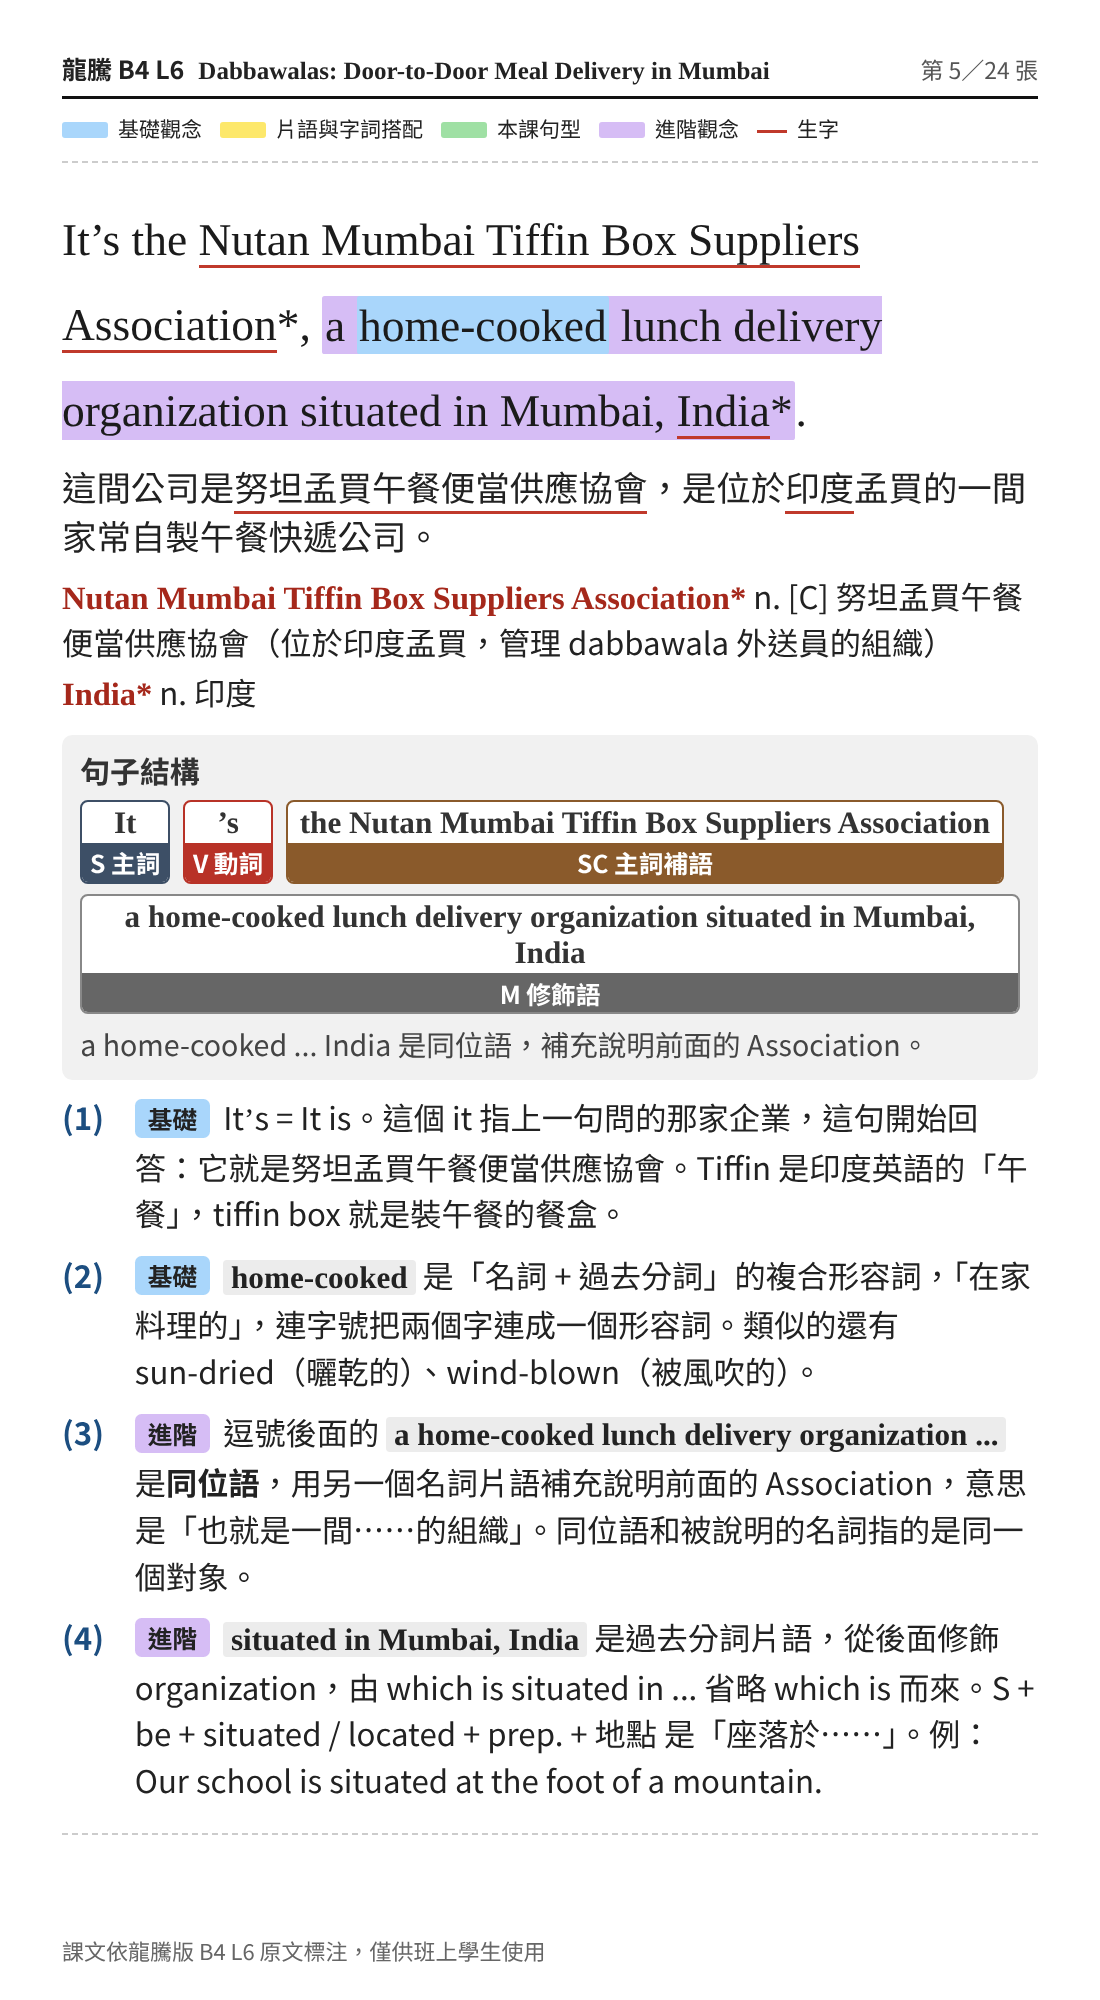 龍騰 B4 L6 Dabbawalas: Door-to-Door Meal Delivery in Mumbai 第 5／24 張
基礎觀念 片語與字詞搭配 本課句型 進階觀念 生字
It’s the Nutan Mumbai Tiffin Box Suppliers
Association*, a home-cooked lunch delivery
organization situated in Mumbai, India*.
這間公司是努坦孟買午餐便當供應協會，是位於印度孟買的一間
家常自製午餐快遞公司。
Nutan Mumbai Tiffin Box Suppliers Association* n. [C] 努坦孟買午餐
便當供應協會（位於印度孟買，管理 dabbawala 外送員的組織）
India* n. 印度
句子結構
It ’s the Nutan Mumbai Tiffin Box Suppliers Association
S 主詞 V 動詞 SC 主詞補語
a home-cooked lunch delivery organization situated in Mumbai,
India
M 修飾語
a home-cooked ... India 是同位語，補充說明前面的 Association。
(1) 基礎 It’s = It is。這個 it 指上一句問的那家企業，這句開始回
答：它就是努坦孟買午餐便當供應協會。Tiffin 是印度英語的「午
餐」，tiffin box 就是裝午餐的餐盒。
(2) 基礎 home-cooked 是「名詞 + 過去分詞」的複合形容詞，「在家
料理的」，連字號把兩個字連成一個形容詞。類似的還有
sun-dried（曬乾的）、wind-blown（被風吹的）。
(3) 進階 逗號後面的 a home-cooked lunch delivery organization ...
是同位語，用另一個名詞片語補充說明前面的 Association，意思
是「也就是一間⋯⋯的組織」。同位語和被說明的名詞指的是同一
個對象。
(4) 進階 situated in Mumbai, India 是過去分詞片語，從後面修飾
organization，由 which is situated in ... 省略 which is 而來。S +
be + situated / located + prep. + 地點 是「座落於⋯⋯」。例：
Our school is situated at the foot of a mountain.
課文依龍騰版 B4 L6 原文標注，僅供班上學生使用